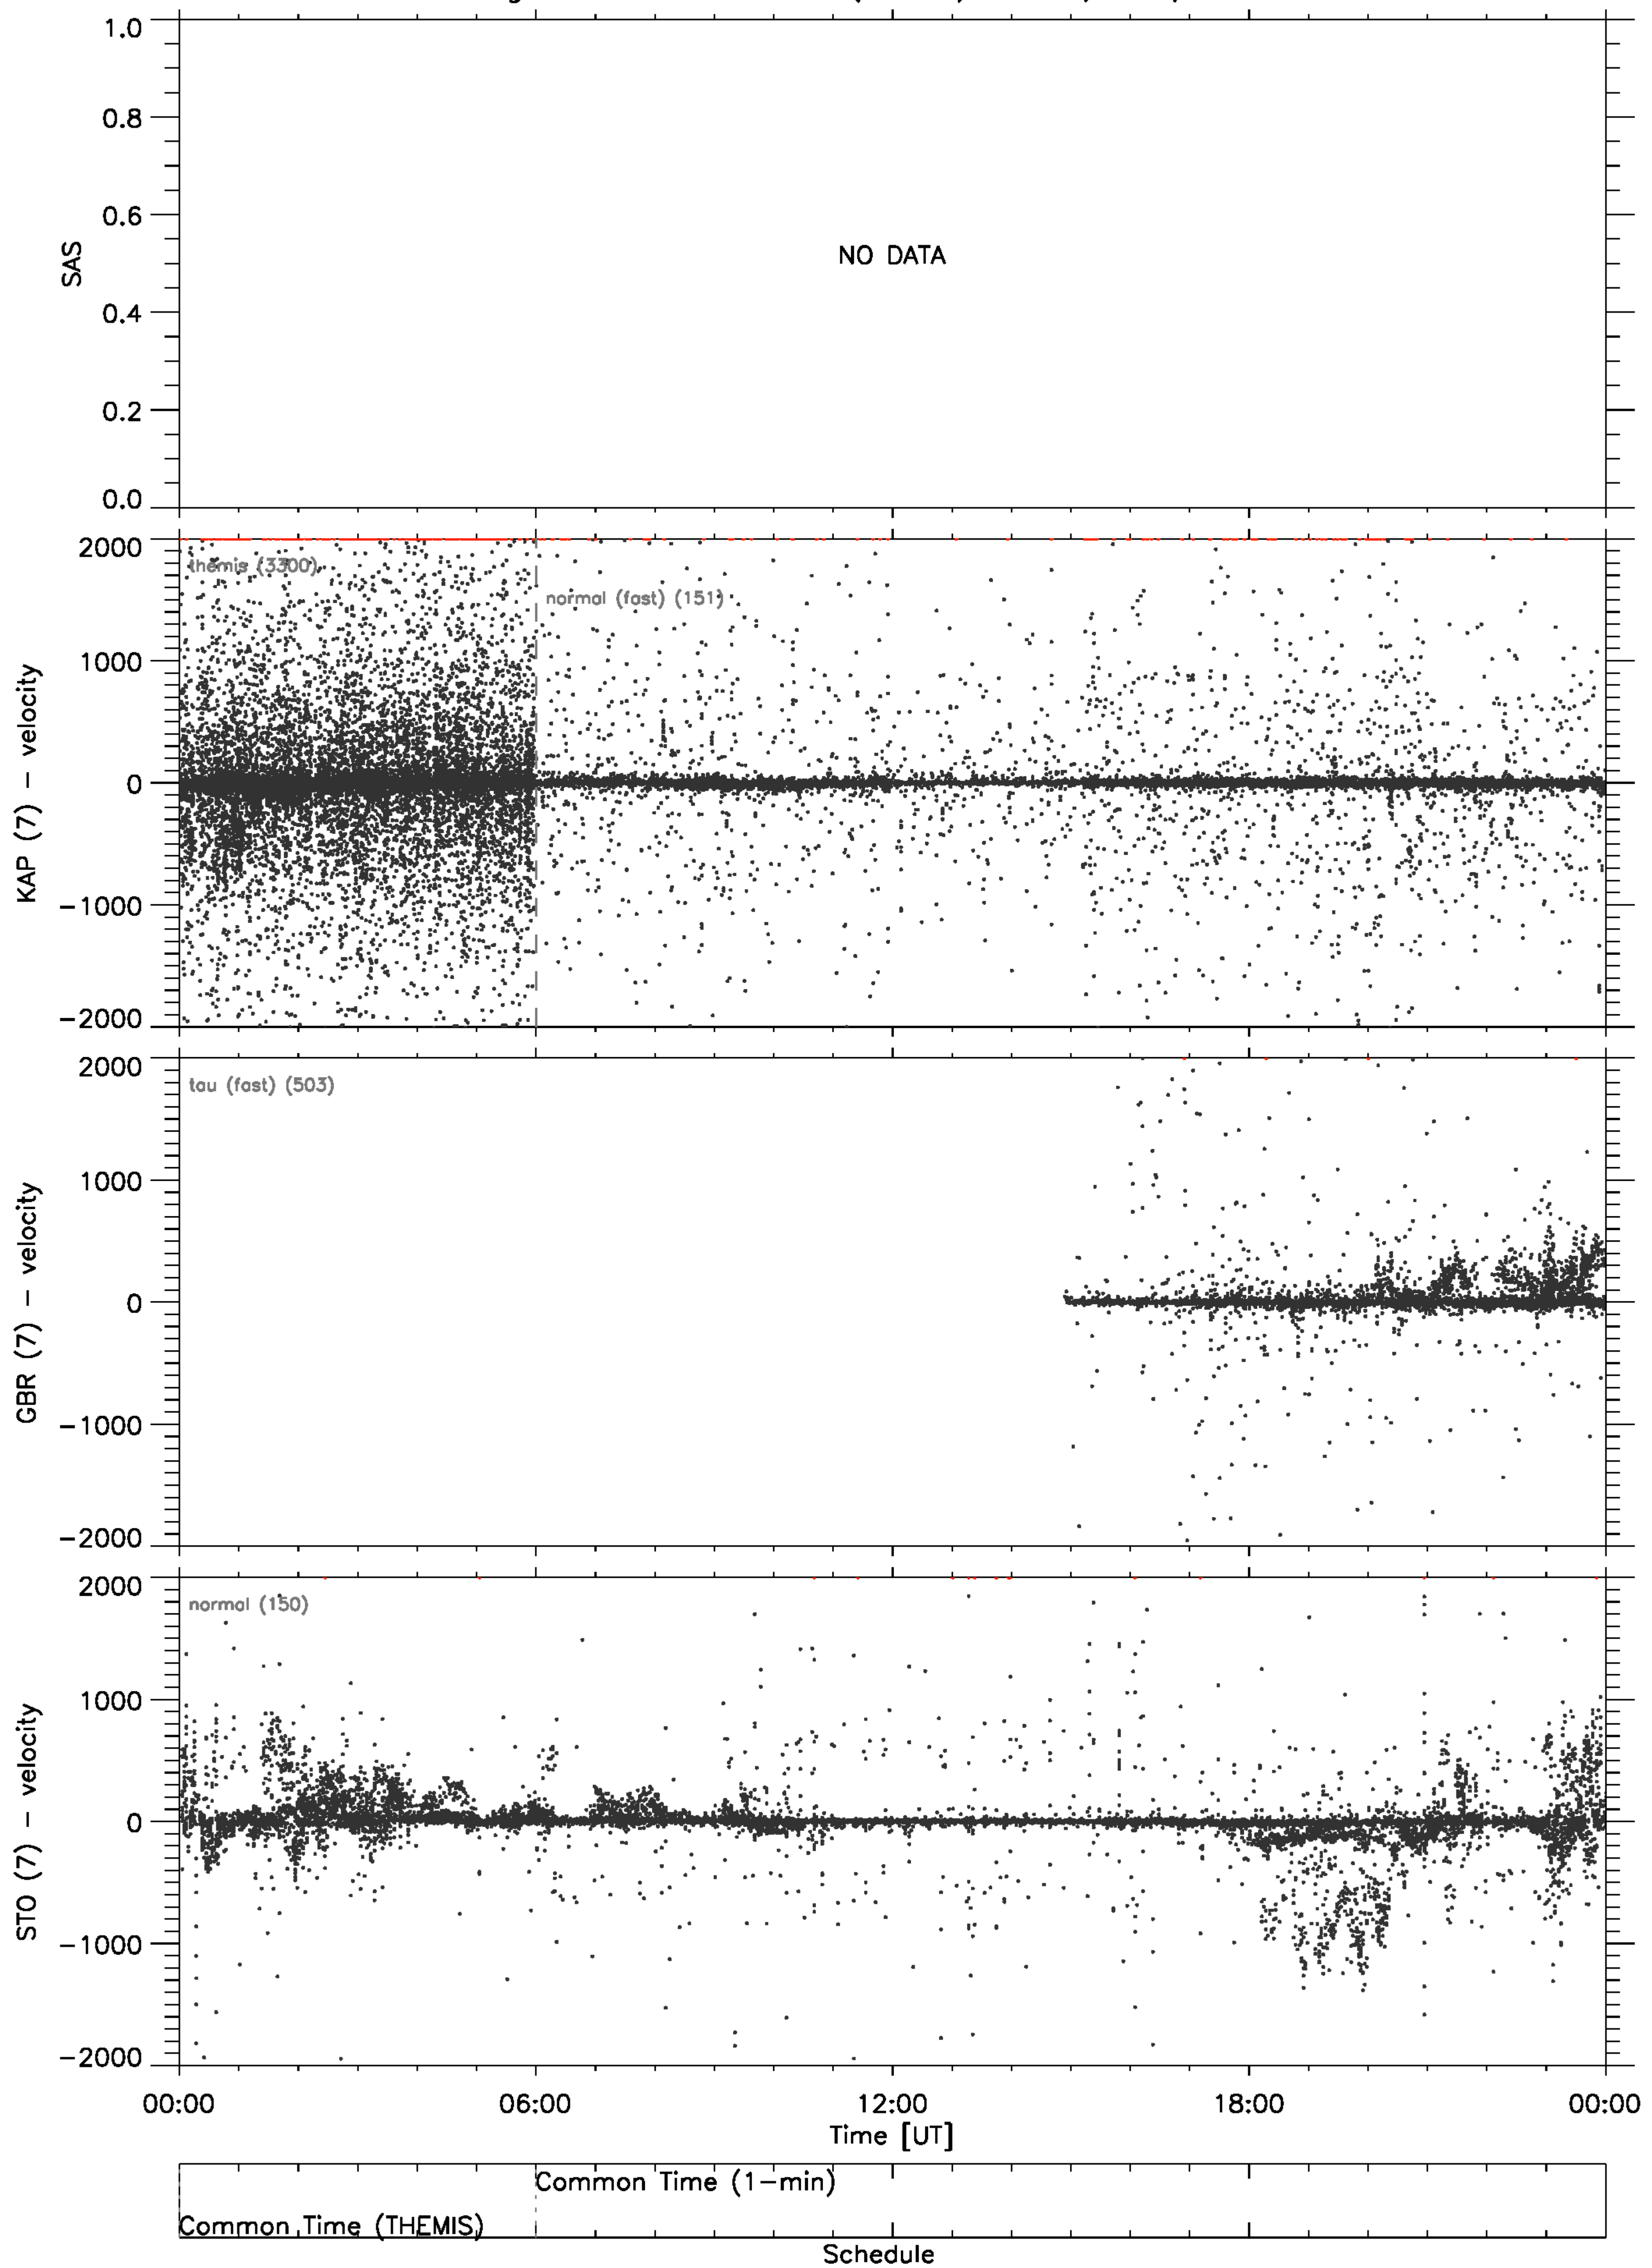 1.0
0.8
0.6
0.4
0.2
0.0
SAS
NO DATA
2000
1000
0
−1000
−2000
KAP (7) − velocity
themis (3300)
normal (fast) (151)
2000
1000
0
−1000
−2000
GBR (7) − velocity
tau (fast) (503)
2000
1000
0
−1000
−2000
STO (7) − velocity
normal (150)
00:00 06:00 12:00 18:00 00:00
Time [UT]
Common Time (1−min)
Common Time (THEMIS)
Schedule